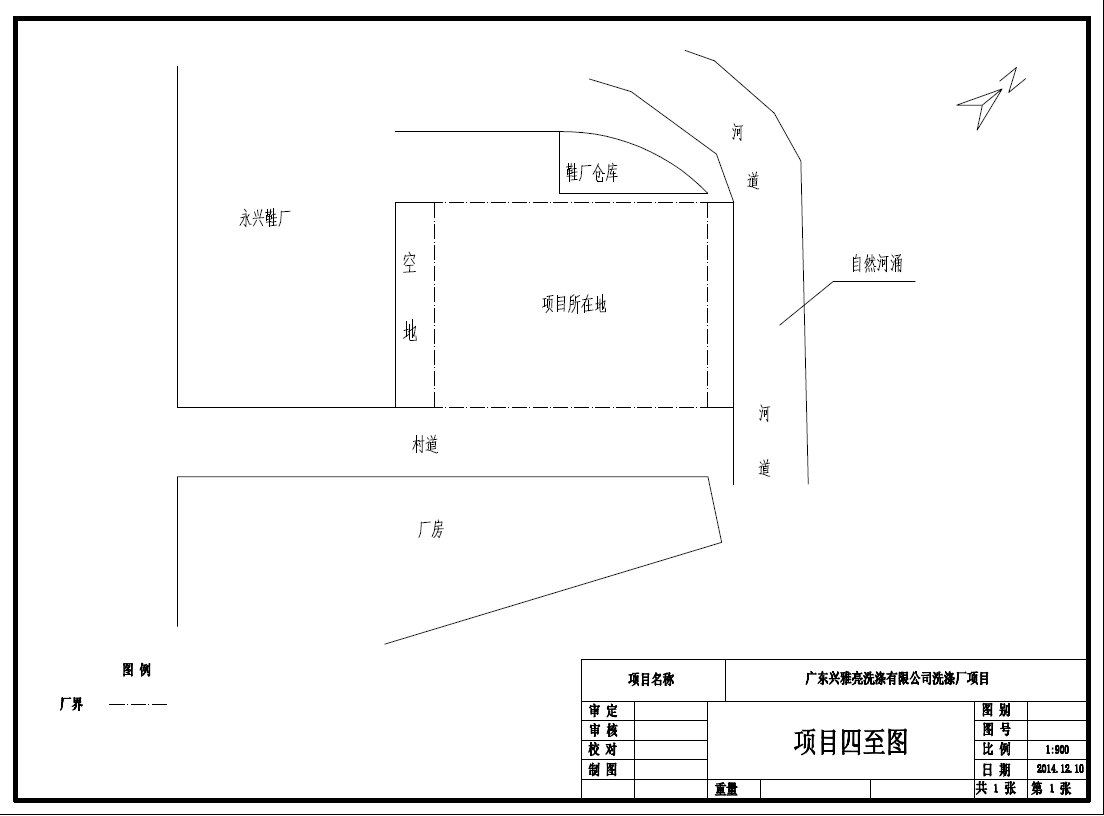 河
道
鞋厂仓库
永兴鞋厂
空
地
自然河涌
项目所在地
河
道
村道
厂房
图 例
厂界
项目名称 广东兴雅亮洗涤有限公司洗涤厂项目
审 定
审 核
校 对
制 图
项目四至图
重量
图 别
图 号
比 例 1:900
日 期 2014.12.10
共 1 张 第 1 张
N